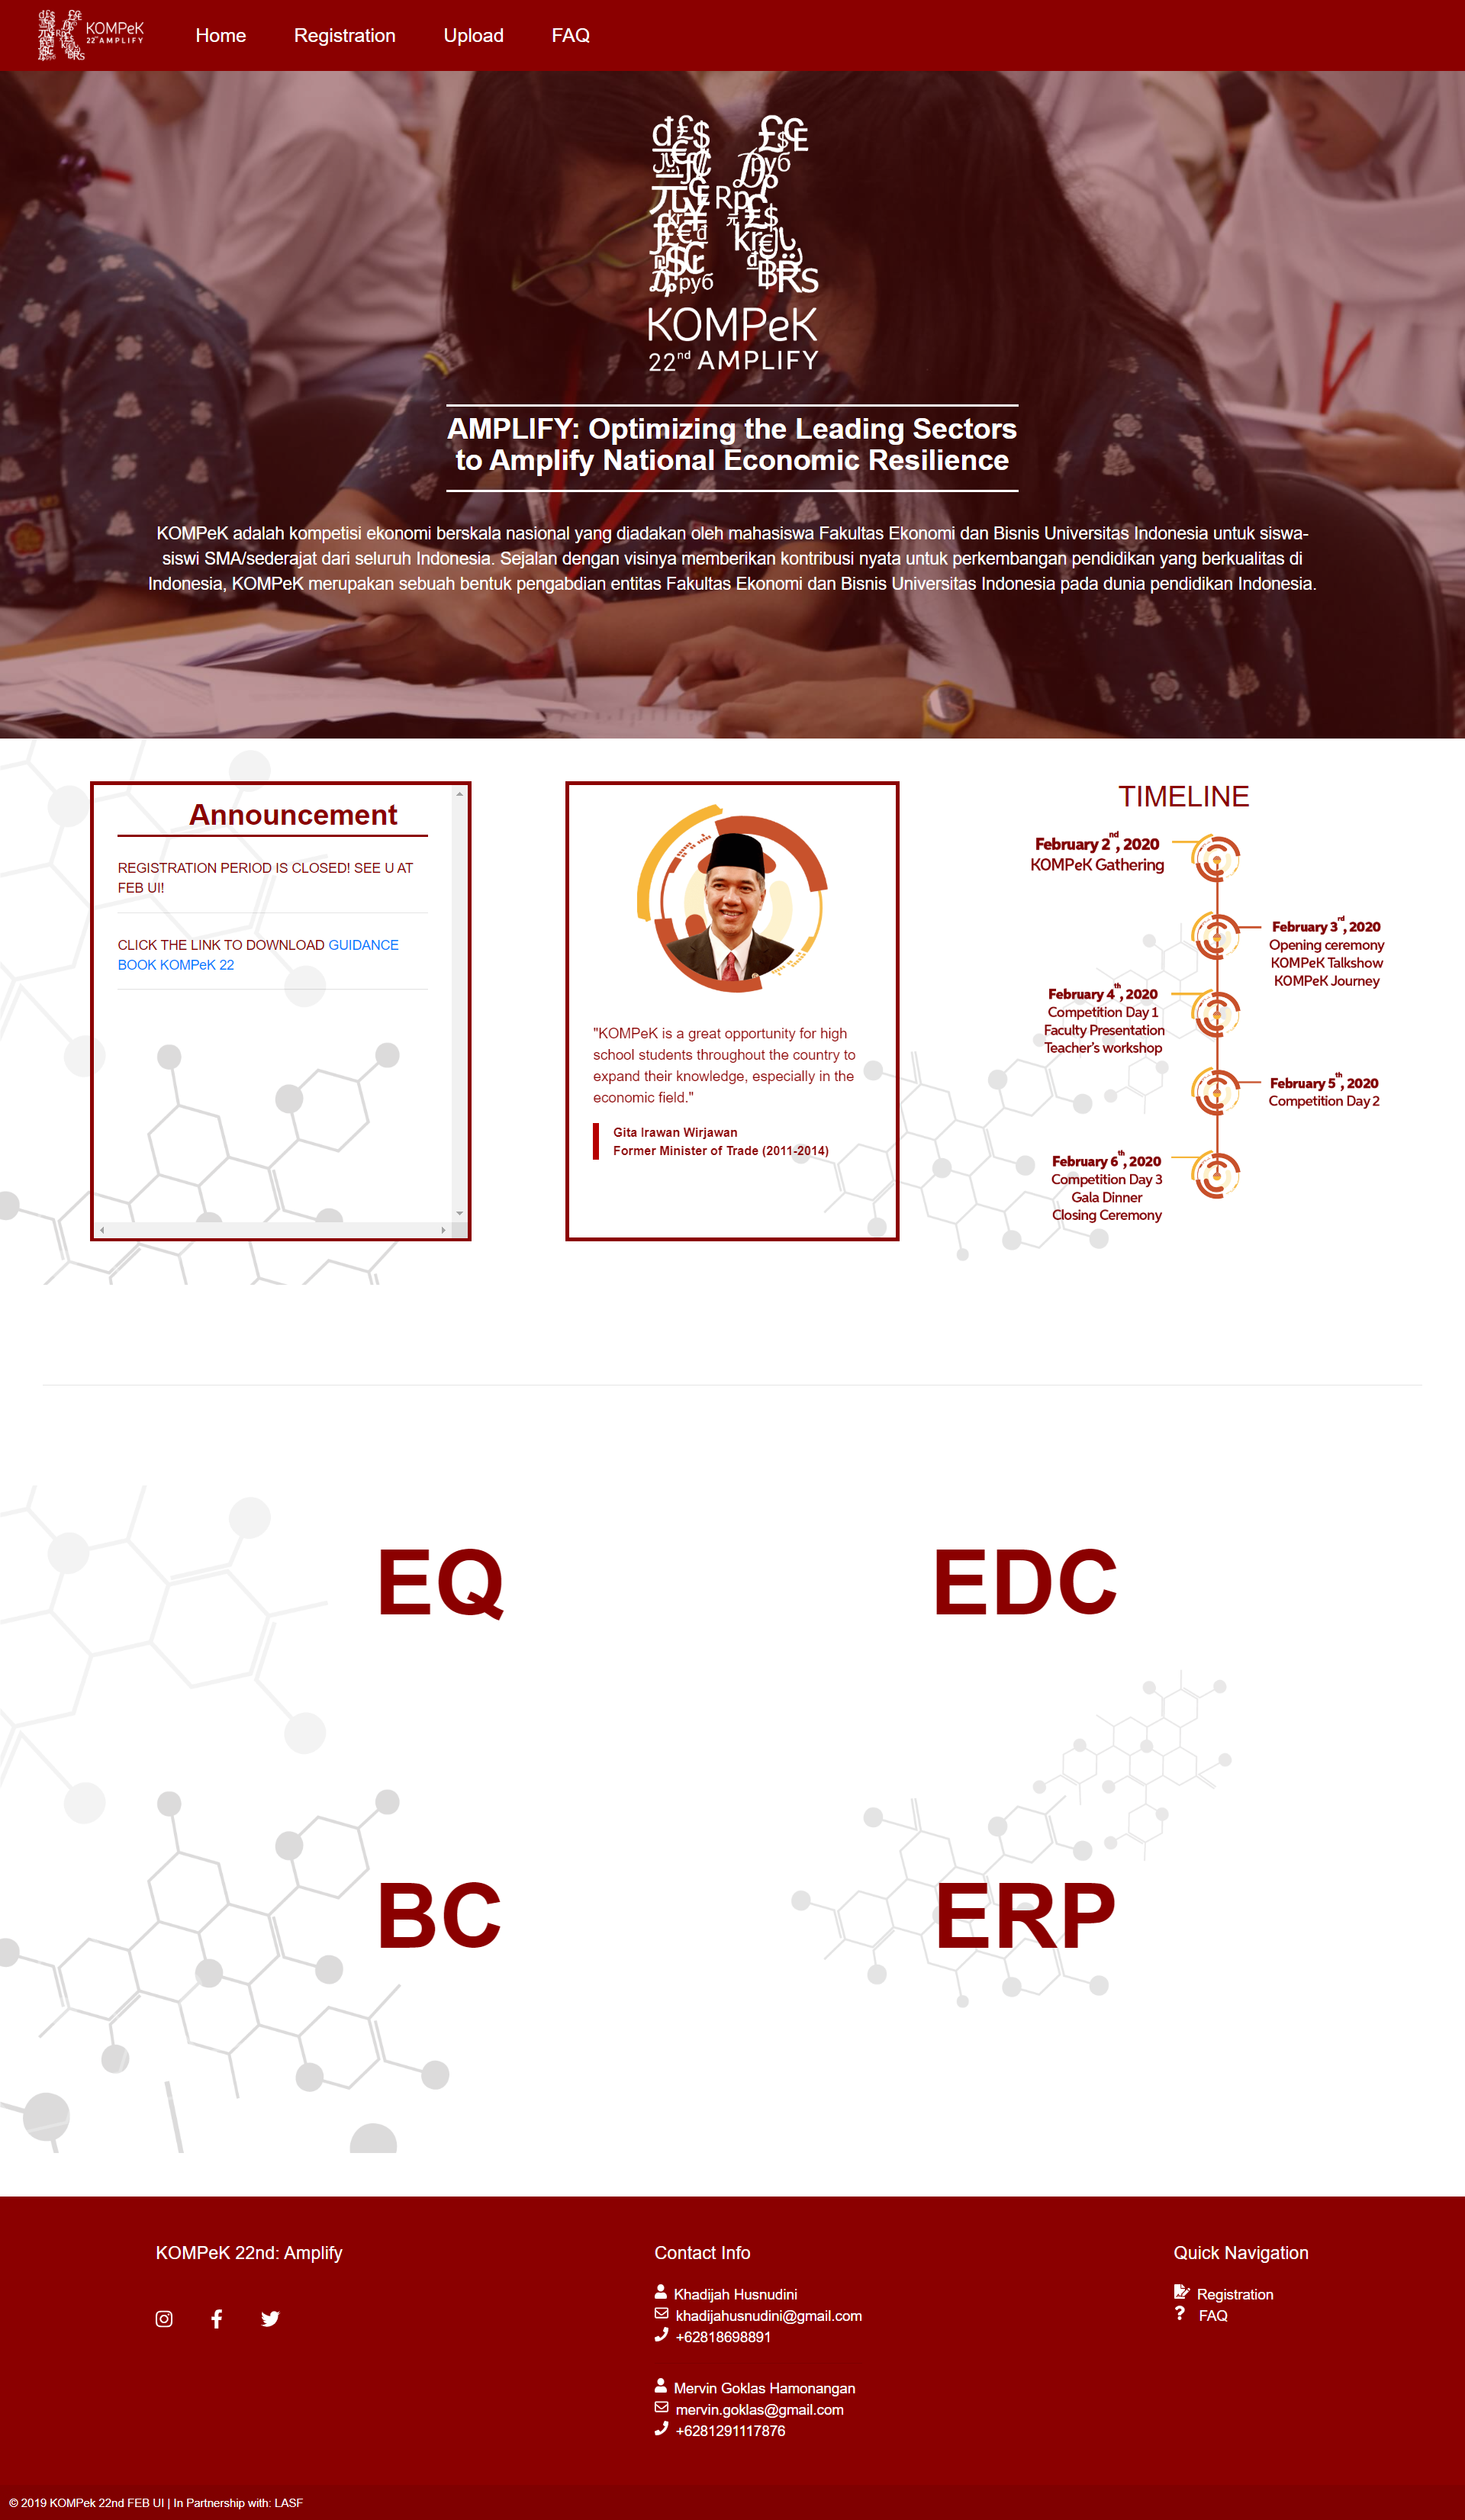 KOMPeK
22nd AMPLIFY
Home
Registration
Upload
FAQ
KOMPeK
22nd AMPLIFY
AMPLIFY: Optimizing the Leading Sectors
to Amplify National Economic Resilience
KOMPeK adalah kompetisi ekonomi berskala nasional yang diadakan oleh mahasiswa Fakultas Ekonomi dan Bisnis Universitas Indonesia untuk siswa-
siswi SMA/sederajat dari seluruh Indonesia. Sejalan dengan visinya memberikan kontribusi nyata untuk perkembangan pendidikan yang berkualitas di
Indonesia, KOMPeK merupakan sebuah bentuk pengabdian entitas Fakultas Ekonomi dan Bisnis Universitas Indonesia pada dunia pendidikan Indonesia.
Announcement
REGISTRATION PERIOD IS CLOSED! SEE U AT
FEB UI!
CLICK THE LINK TO DOWNLOAD GUIDANCE
BOOK KOMPeK 22
"KOMPeK is a great opportunity for high
school students throughout the country to
expand their knowledge, especially in the
economic field."
Gita Irawan Wirjawan
Former Minister of Trade (2011-2014)
TIMELINE
February 2nd, 2020
KOMPeK Gathering
February 3rd, 2020
Opening ceremony
KOMPeK Talkshow
KOMPeK Journey
February 4th, 2020
Competition Day 1
Faculty Presentation
Teacher's workshop
February 5th, 2020
Competition Day 2
February 6th, 2020
Competition Day 3
Gala Dinner
Closing Ceremony
EQ
EDC
BC
ERP
KOMPeK 22nd: Amplify
Contact Info
Khadijah Husnudini
khadijahusnudini@gmail.com
+62818698891
Mervin Goklas Hamonangan
mervin.goklas@gmail.com
+6281291117876
Quick Navigation
Registration
FAQ
© 2019 KOMPek 22nd FEB UI | In Partnership with: LASF